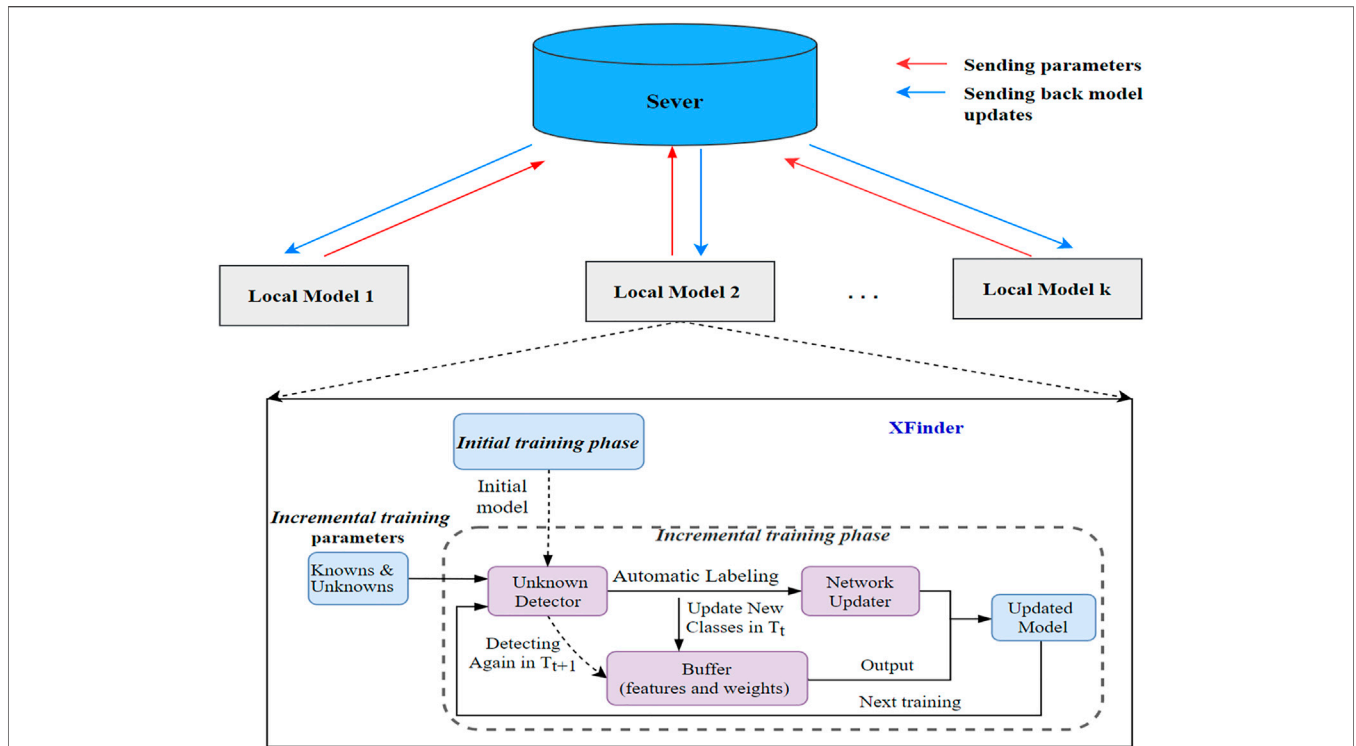 Sever
Sending parameters
Sending back model
updates
Local Model 1
Local Model 2
. . .
Local Model k
XFinder
Initial training phase
Initial
model
Incremental training
parameters
Incremental training phase
Knowns &
Unknowns
Unknown
Detector
Automatic Labeling
Network
Updater
Update New
Classes in Tt
Updated
Model
Detecting
Again in Tt+1
Buffer
(features and weights)
Output
Next training